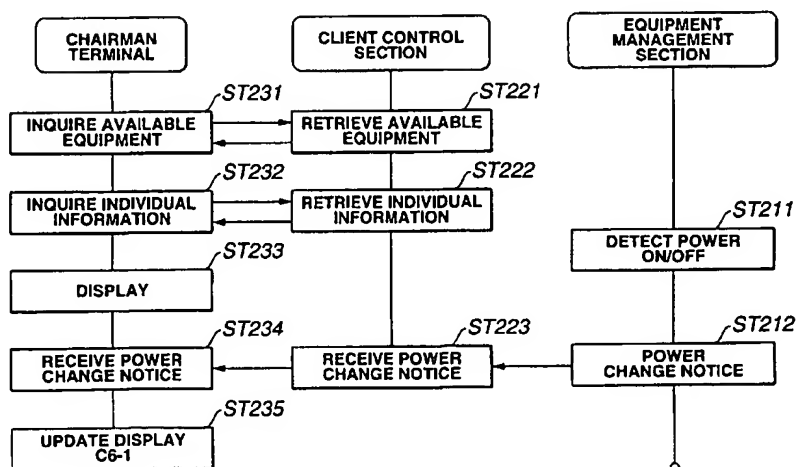 CHAIRMAN
TERMINAL
CLIENT CONTROL
SECTION
EQUIPMENT
MANAGEMENT
SECTION
ST231
INQUIRE AVAILABLE
EQUIPMENT
ST221
RETRIEVE AVAILABLE
EQUIPMENT
ST232
INQUIRE INDIVIDUAL
INFORMATION
ST222
RETRIEVE INDIVIDUAL
INFORMATION
ST211
DETECT POWER
ON/OFF
ST233
DISPLAY
ST234
RECEIVE POWER
CHANGE NOTICE
ST223
RECEIVE POWER
CHANGE NOTICE
ST212
POWER
CHANGE NOTICE
ST235
UPDATE DISPLAY
C6-1